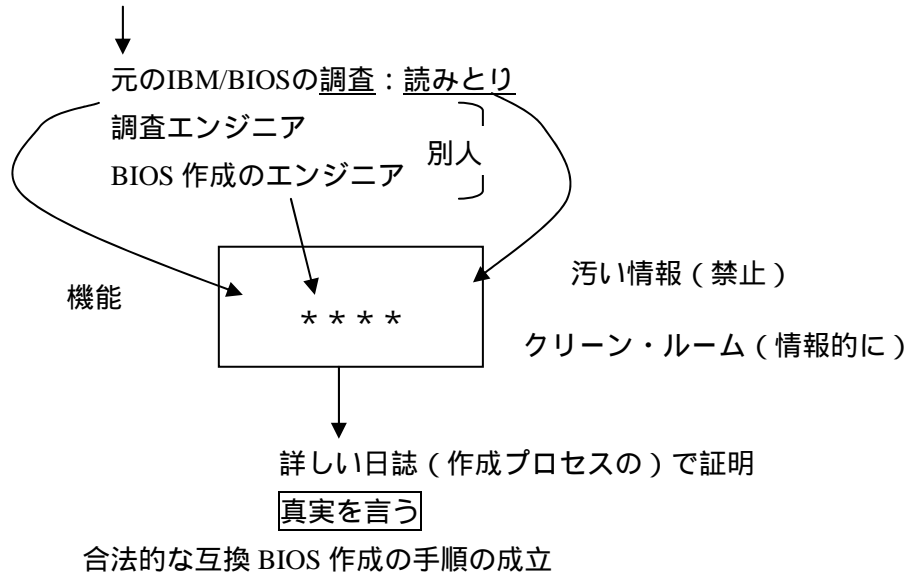 元のIBM/BIOSの調査：読みとり
調査エンジニア
別人
BIOS 作成のエンジニア
機能
汚い情報（禁止）
＊＊＊＊
クリーン・ルーム（情報的に）
詳しい日誌（作成プロセスの）で証明
真実を言う
合法的な互換 BIOS 作成の手順の成立